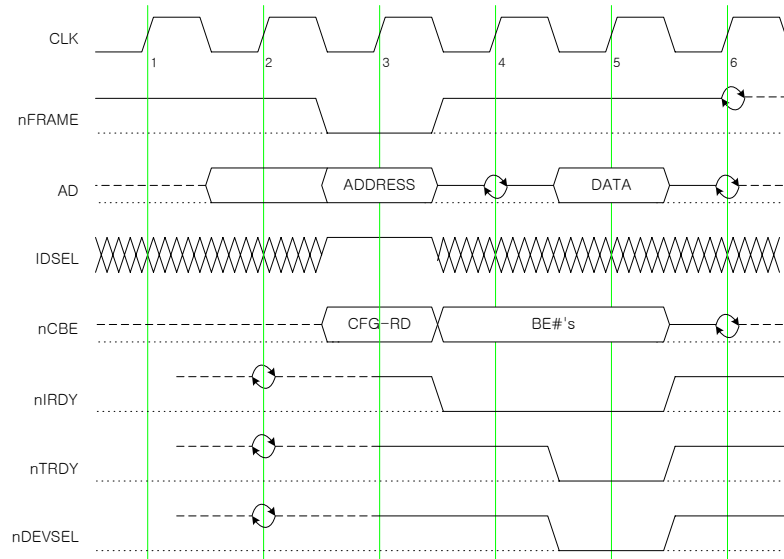 CLK
1 2 3 4 5 6
nFRAME
AD ADDRESS DATA
IDSEL
nCBE CFG-RD BE#'s
nIRDY
nTRDY
nDEVSEL